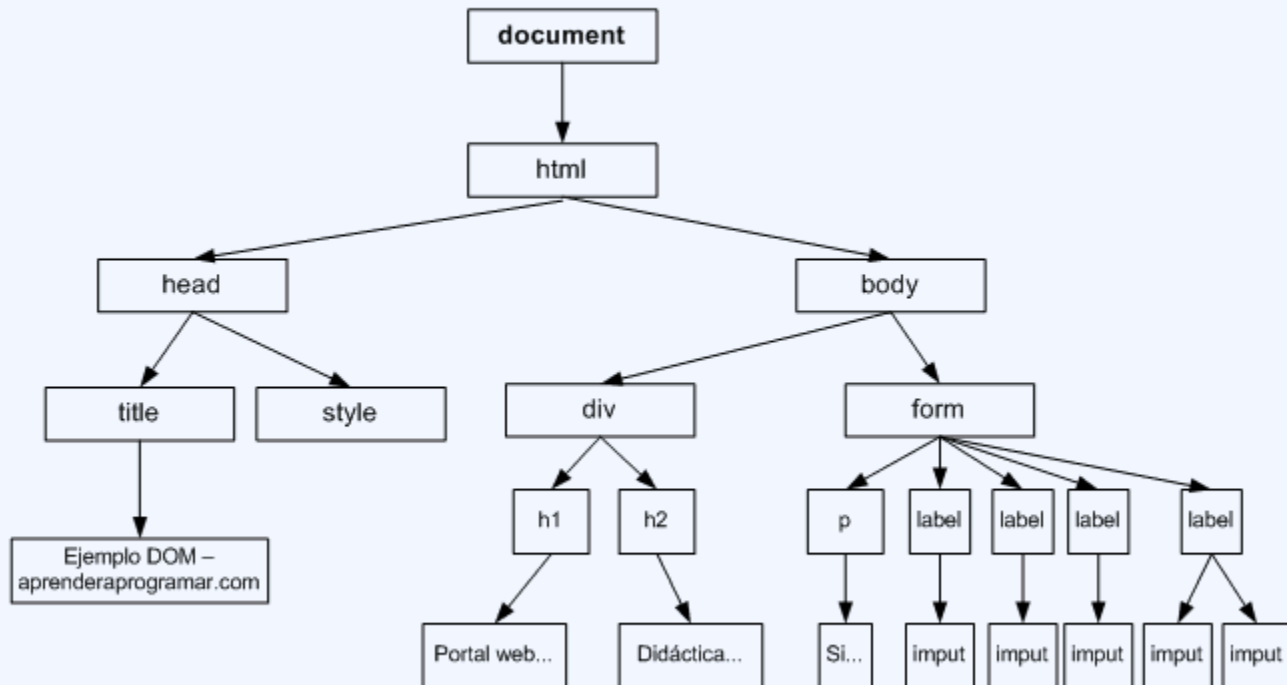 document
html
head
body
title
style
div
form
h1
h2
p
label
label
label
label
Ejemplo DOM –
aprenderaprogramar.com
Portal web...
Didáctica...
Si...
imput
imput
imput
imput
imput